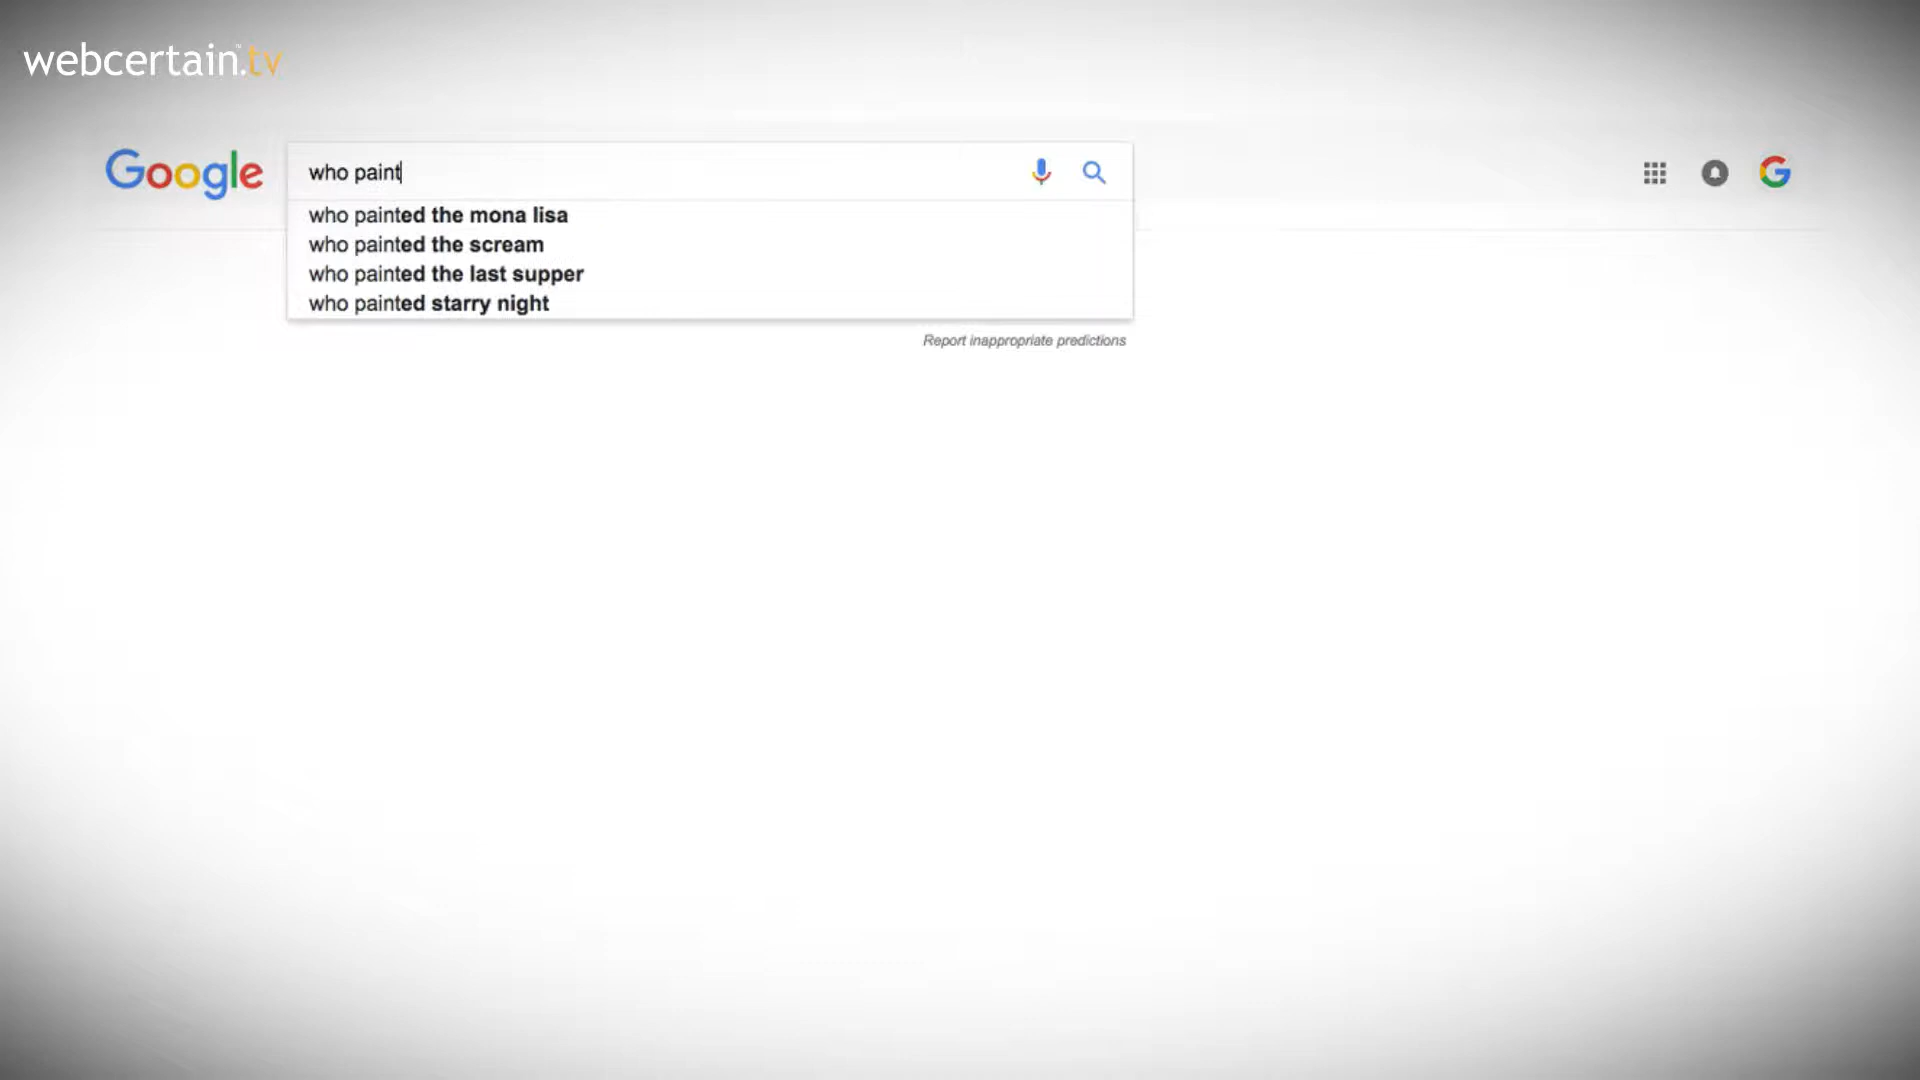 webcertain.tv
Google
who paint
who painted the mona lisa
who painted the scream
who painted the last supper
who painted starry night
Report inappropriate predictions